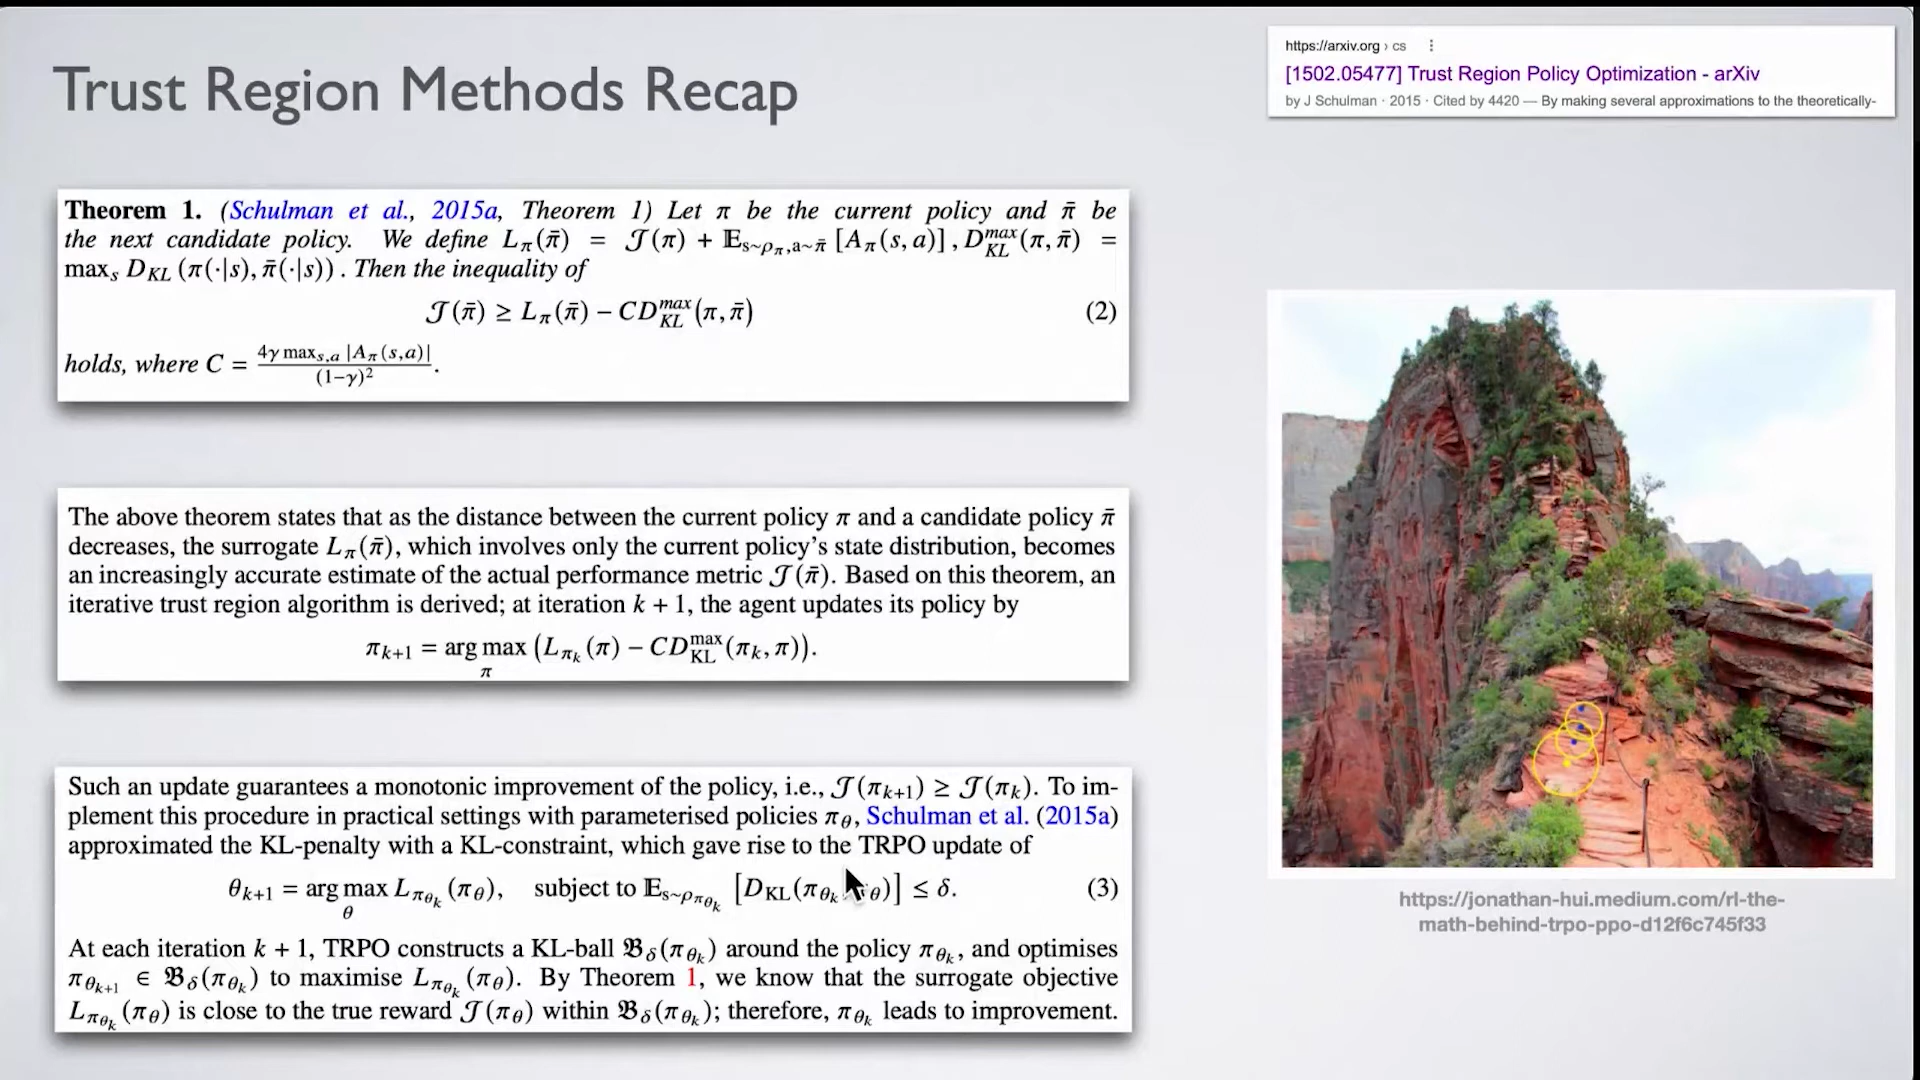 Trust Region Methods Recap
https://arxiv.org › cs ⋮
[1502.05477] Trust Region Policy Optimization - arXiv
by J Schulman · 2015 · Cited by 4420 — By making several approximations to the theoretically-
Theorem 1. (Schulman et al., 2015a, Theorem 1) Let π be the current policy and π̄ be
the next candidate policy. We define L_π(π̄) = 𝒥(π) + 𝔼_{s∼ρ_π,a∼π̄} [A_π(s, a)] , D_KL^max(π, π̄) =
max_s D_KL (π(·|s), π̄(·|s)) . Then the inequality of
𝒥(π̄) ≥ L_π(π̄) − CD_KL^max(π, π̄) (2)
holds, where C = 4γ max_{s,a} |A_π(s,a)| / (1−γ)² .
The above theorem states that as the distance between the current policy π and a candidate policy π̄
decreases, the surrogate L_π(π̄), which involves only the current policy's state distribution, becomes
an increasingly accurate estimate of the actual performance metric 𝒥(π̄). Based on this theorem, an
iterative trust region algorithm is derived; at iteration k + 1, the agent updates its policy by
π_{k+1} = arg max_π (L_{π_k}(π) − CD_KL^max(π_k, π)).
Such an update guarantees a monotonic improvement of the policy, i.e., 𝒥(π_{k+1}) ≥ 𝒥(π_k). To im-
plement this procedure in practical settings with parameterised policies π_θ, Schulman et al. (2015a)
approximated the KL-penalty with a KL-constraint, which gave rise to the TRPO update of
θ_{k+1} = arg max_θ L_{π_{θ_k}}(π_θ), subject to 𝔼_{s∼ρ_{π_{θ_k}}} [D_KL(π_{θ_k} θ)] ≤ δ. (3)
At each iteration k + 1, TRPO constructs a KL-ball 𝔅_δ(π_{θ_k}) around the policy π_{θ_k}, and optimises
π_{θ_{k+1}} ∈ 𝔅_δ(π_{θ_k}) to maximise L_{π_{θ_k}}(π_θ). By Theorem 1, we know that the surrogate objective
L_{π_{θ_k}}(π_θ) is close to the true reward 𝒥(π_θ) within 𝔅_δ(π_{θ_k}); therefore, π_{θ_k} leads to improvement.
https://jonathan-hui.medium.com/rl-the-
math-behind-trpo-ppo-d12f6c745f33